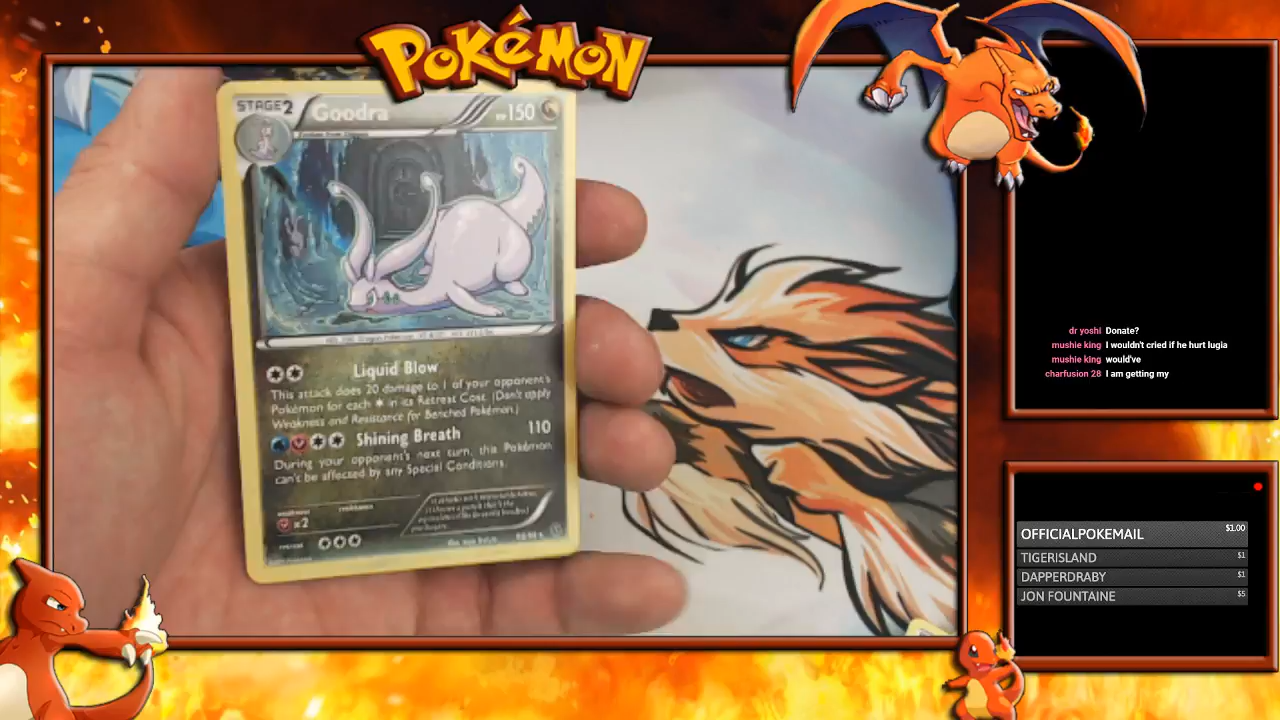 POKéMON
STAGE2 Goodra HP150
Liquid Blow
This attack does 20 damage to 1 of your opponent's
Pokémon for each in its Retreat Cost. (Don't apply
Weakness and Resistance for Benched Pokémon.)
Shining Breath 110
During your opponent's next turn, this Pokémon
can't be affected by any Special Conditions.
weakness
x2
resistance
dr yoshi Donate?
mushie king I wouldn't cried if he hurt lugia
mushie king would've
charfusion 28 I am getting my
OFFICIALPOKEMAIL $1.00
TIGERISLAND $1
DAPPERDRABY $1
JON FOUNTAINE $5